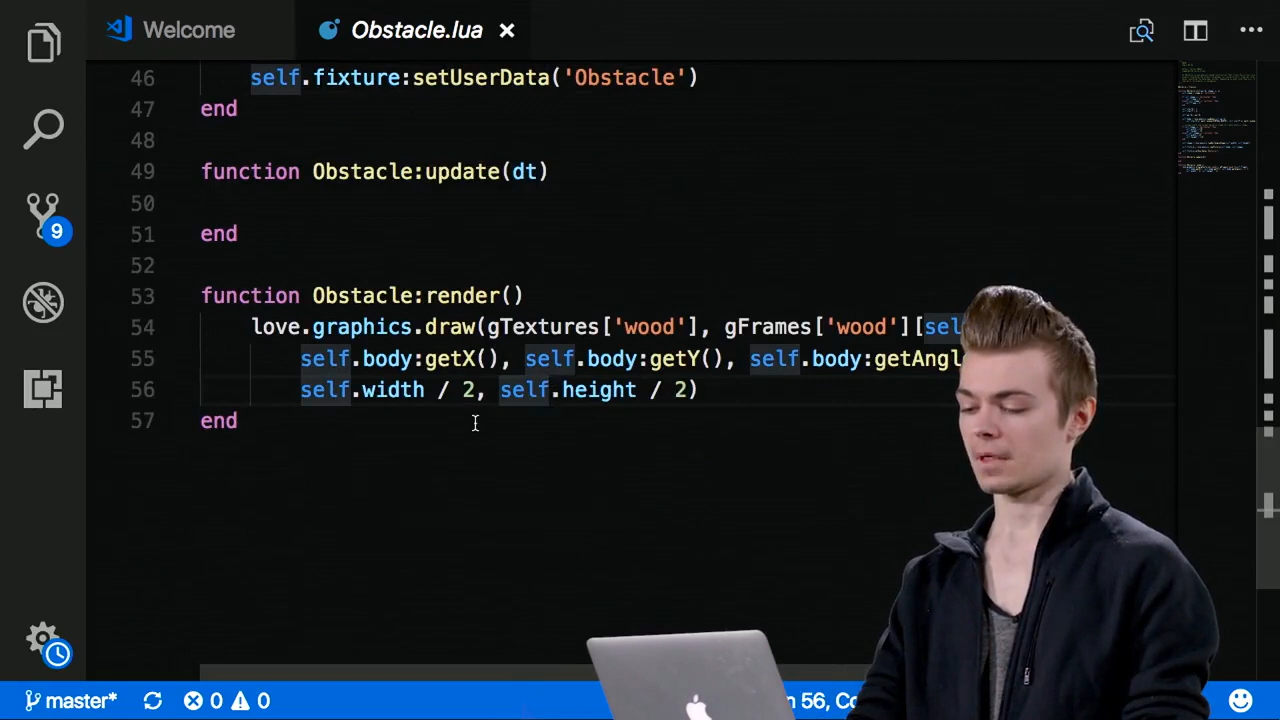 Welcome
Obstacle.lua
46 self.fixture:setUserData('Obstacle')
47 end
48
49 function Obstacle:update(dt)
50
51 end
52
53 function Obstacle:render()
54 love.graphics.draw(gTextures['wood'], gFrames['wood'][sel
55 self.body:getX(), self.body:getY(), self.body:getAngl
56 self.width / 2, self.height / 2)
57 end
9
master* 0 0 n 56, Co